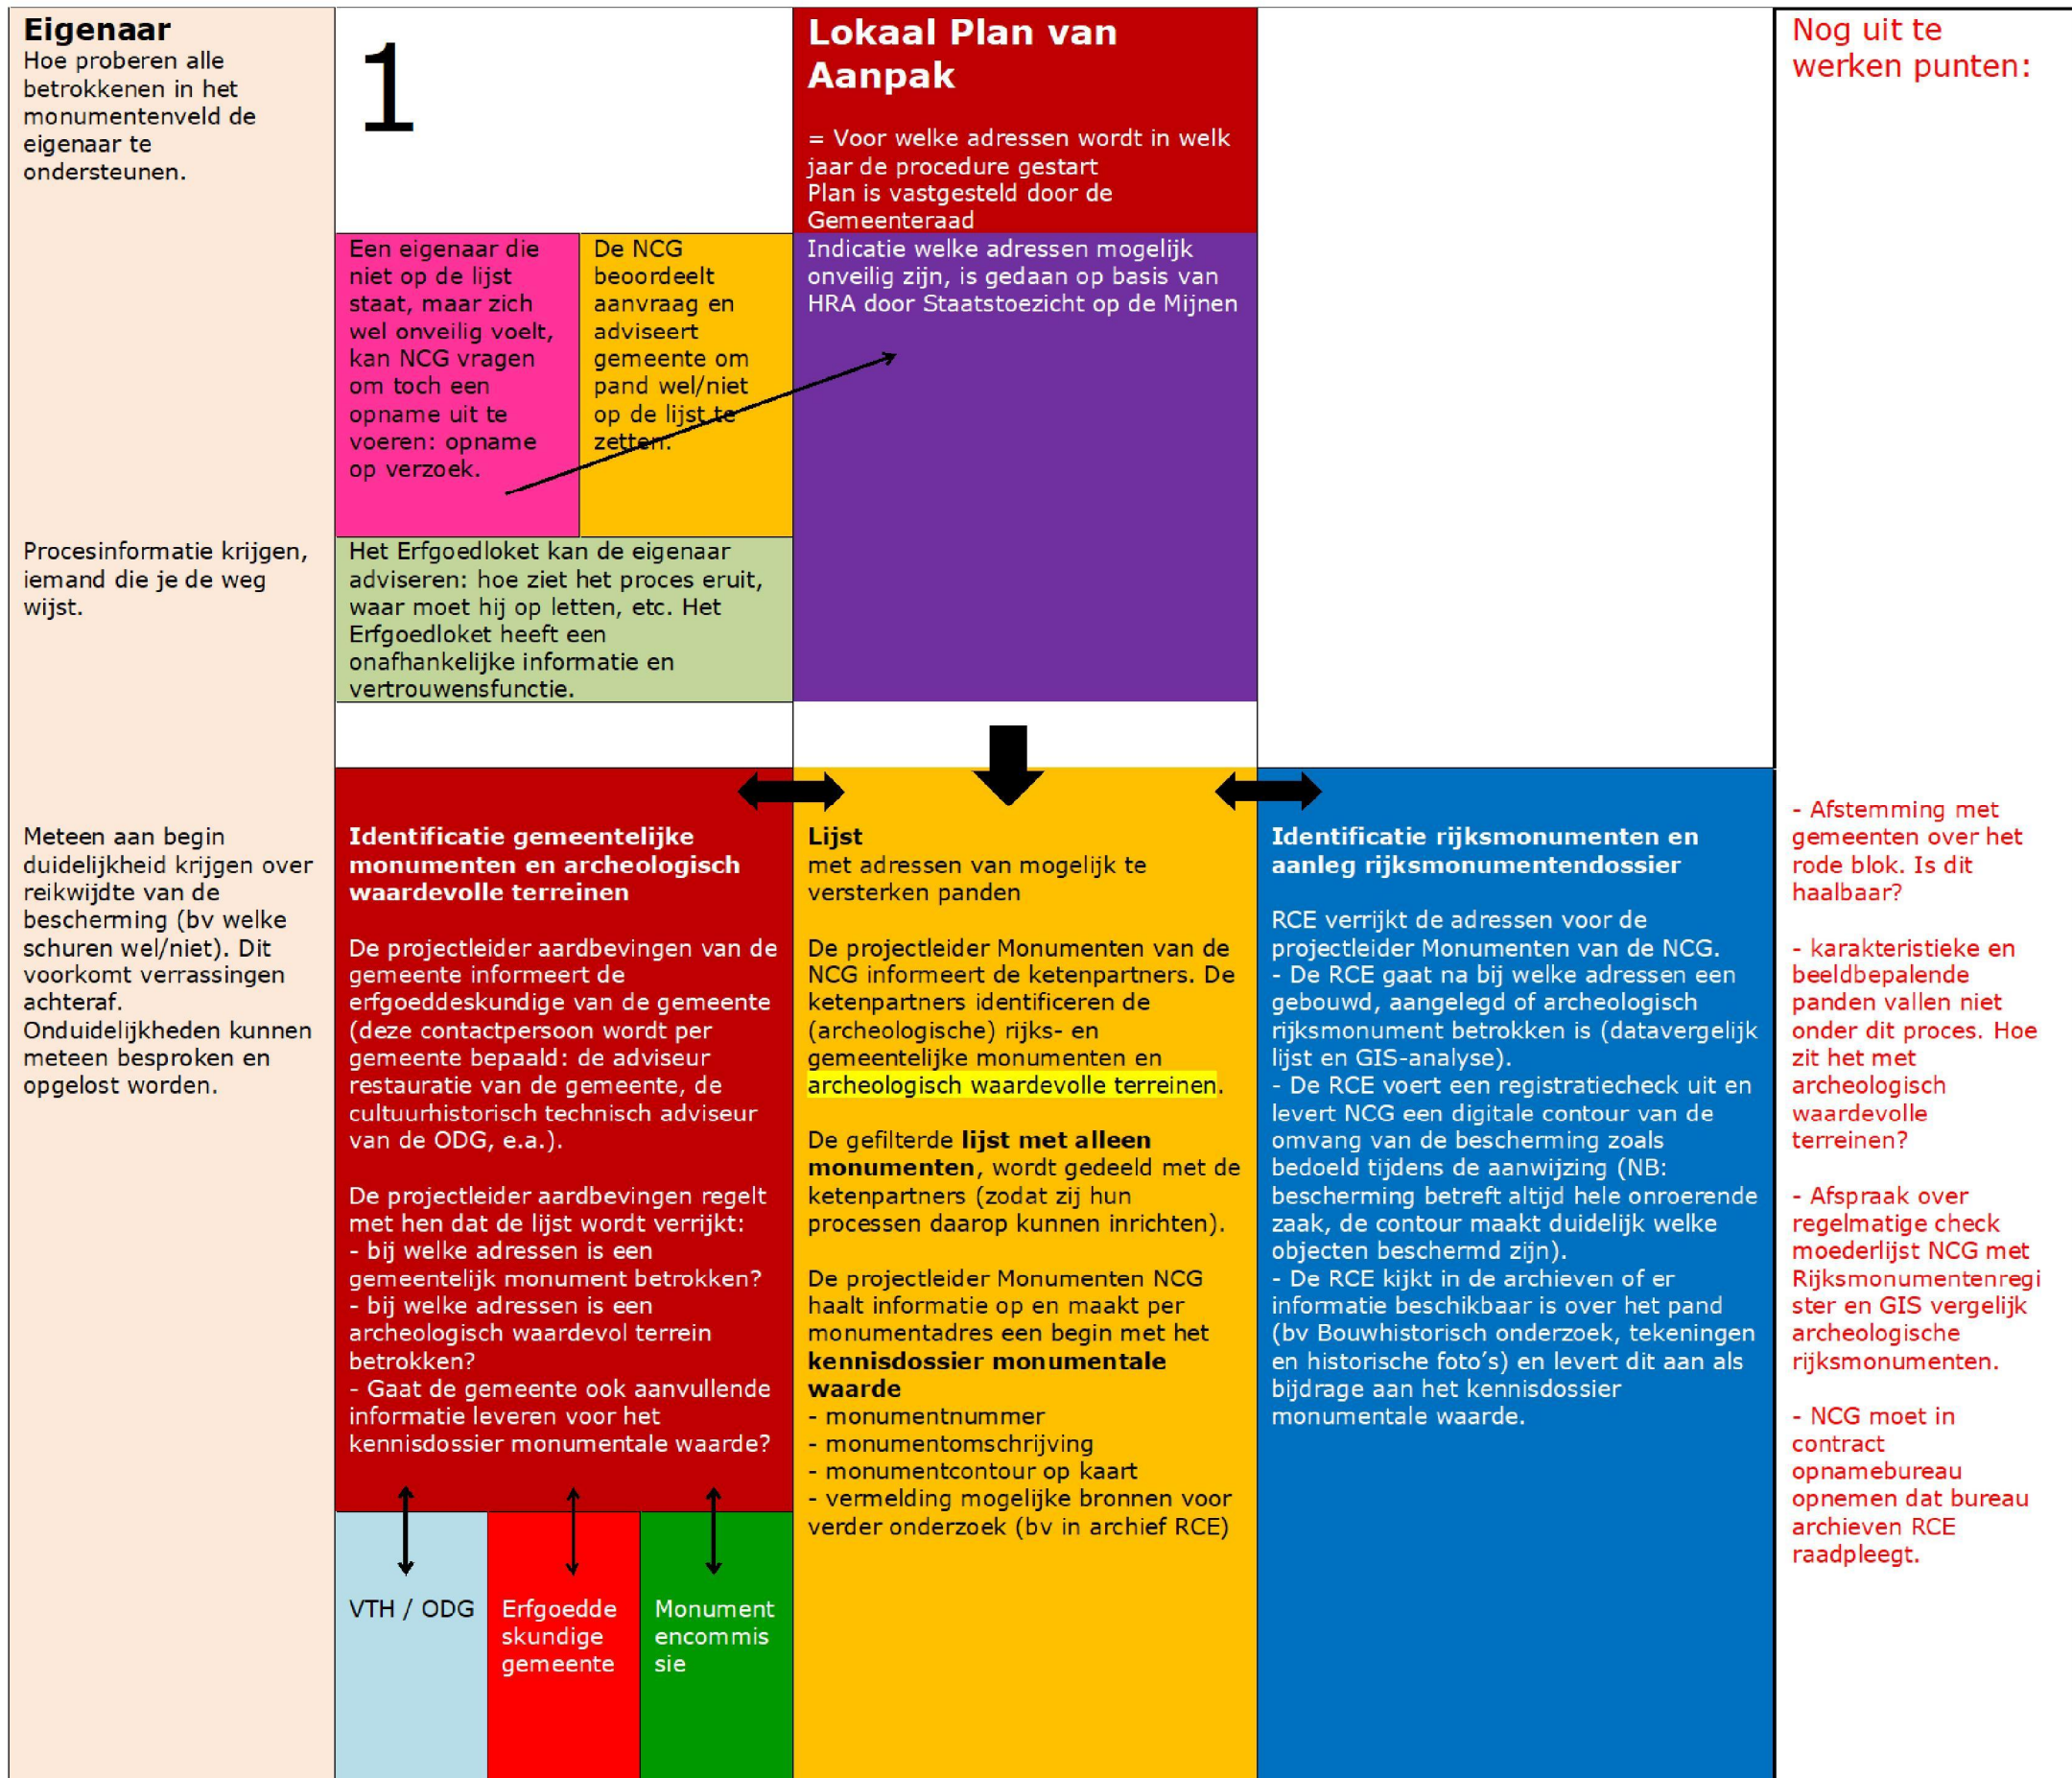 Eigenaar
Hoe proberen alle
betrokkenen in het
monumentenveld de
eigenaar te
ondersteunen.
1
Lokaal Plan van
Aanpak
= Voor welke adressen wordt in welk
jaar de procedure gestart
Plan is vastgesteld door de
Gemeenteraad
Nog uit te
werken punten:
Een eigenaar die
niet op de lijst
staat, maar zich
wel onveilig voelt,
kan NCG vragen
om toch een
opname uit te
voeren: opname
op verzoek.
De NCG
beoordeelt
aanvraag en
adviseert
gemeente om
pand wel/niet
op de lijst te
zetten.
Indicatie welke adressen mogelijk
onveilig zijn, is gedaan op basis van
HRA door Staatstoezicht op de Mijnen
Procesinformatie krijgen,
iemand die je de weg
wijst.
Het Erfgoedloket kan de eigenaar
adviseren: hoe ziet het proces eruit,
waar moet hij op letten, etc. Het
Erfgoedloket heeft een
onafhankelijke informatie en
vertrouwensfunctie.
Meteen aan begin
duidelijkheid krijgen over
reikwijdte van de
bescherming (bv welke
schuren wel/niet). Dit
voorkomt verrassingen
achteraf.
Onduidelijkheden kunnen
meteen besproken en
opgelost worden.
Identificatie gemeentelijke
monumenten en archeologisch
waardevolle terreinen
De projectleider aardbevingen van de
gemeente informeert de
erfgoeddeskundige van de gemeente
(deze contactpersoon wordt per
gemeente bepaald: de adviseur
restauratie van de gemeente, de
cultuurhistorisch technisch adviseur
van de ODG, e.a.).
De projectleider aardbevingen regelt
met hen dat de lijst wordt verrijkt:
- bij welke adressen is een
gemeentelijk monument betrokken?
- bij welke adressen is een
archeologisch waardevol terrein
betrokken?
- Gaat de gemeente ook aanvullende
informatie leveren voor het
kennisdossier monumentale waarde?
VTH / ODG
Erfgoedde
skundige
gemeente
Monument
encommis
sie
Lijst
met adressen van mogelijk te
versterken panden
De projectleider Monumenten van de
NCG informeert de ketenpartners. De
ketenpartners identificeren de
(archeologische) rijks- en
gemeentelijke monumenten en
archeologisch waardevolle terreinen.
De gefilterde lijst met alleen
monumenten, wordt gedeeld met de
ketenpartners (zodat zij hun
processen daarop kunnen inrichten).
De projectleider Monumenten NCG
haalt informatie op en maakt per
monumentadres een begin met het
kennisdossier monumentale
waarde
- monumentnummer
- monumentomschrijving
- monumentcontour op kaart
- vermelding mogelijke bronnen voor
verder onderzoek (bv in archief RCE)
Identificatie rijksmonumenten en
aanleg rijksmonumentendossier
RCE verrijkt de adressen voor de
projectleider Monumenten van de NCG.
- De RCE gaat na bij welke adressen een
gebouwd, aangelegd of archeologisch
rijksmonument betrokken is (datavergelijk
lijst en GIS-analyse).
- De RCE voert een registratiecheck uit en
levert NCG een digitale contour van de
omvang van de bescherming zoals
bedoeld tijdens de aanwijzing (NB:
bescherming betreft altijd hele onroerende
zaak, de contour maakt duidelijk welke
objecten beschermd zijn).
- De RCE kijkt in de archieven of er
informatie beschikbaar is over het pand
(bv Bouwhistorisch onderzoek, tekeningen
en historische foto’s) en levert dit aan als
bijdrage aan het kennisdossier
monumentale waarde.
- Afstemming met
gemeenten over het
rode blok. Is dit
haalbaar?
- karakteristieke en
beeldbepalende
panden vallen niet
onder dit proces. Hoe
zit het met
archeologisch
waardevolle
terreinen?
- Afspraak over
regelmatige check
moederlijst NCG met
Rijksmonumentenregi
ster en GIS vergelijk
archeologische
rijksmonumenten.
- NCG moet in
contract
opnamebureau
opnemen dat bureau
archieven RCE
raadpleegt.